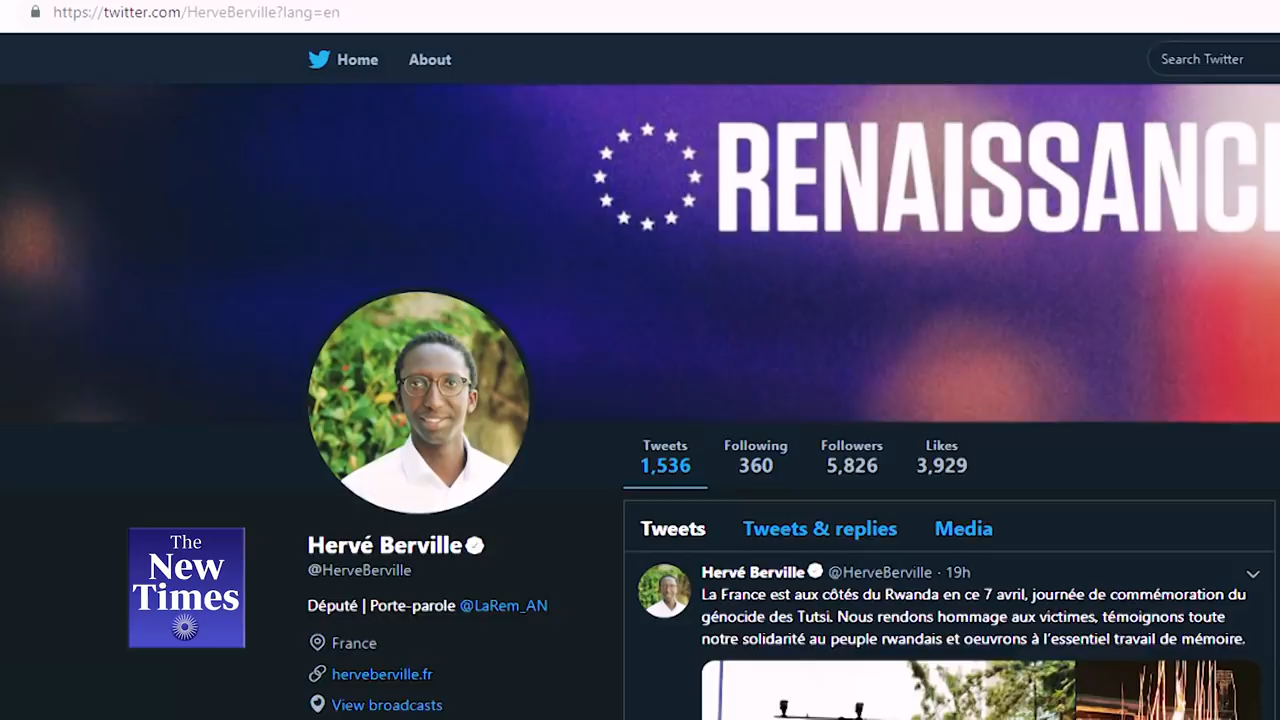 https://twitter.com/HerveBerville?lang=en
Home About
Search Twitter
RENAISSANCE
Tweets Following Followers Likes
1,536 360 5,826 3,929
Tweets Tweets & replies Media
Hervé Berville
@HerveBerville
Député | Porte-parole @LaRem_AN
France
herveberville.fr
View broadcasts
Hervé Berville @HerveBerville · 19h
La France est aux côtés du Rwanda en ce 7 avril, journée de commémoration du
génocide des Tutsi. Nous rendons hommage aux victimes, témoignons toute
notre solidarité au peuple rwandais et oeuvrons à l'essentiel travail de mémoire.
The
New
Times